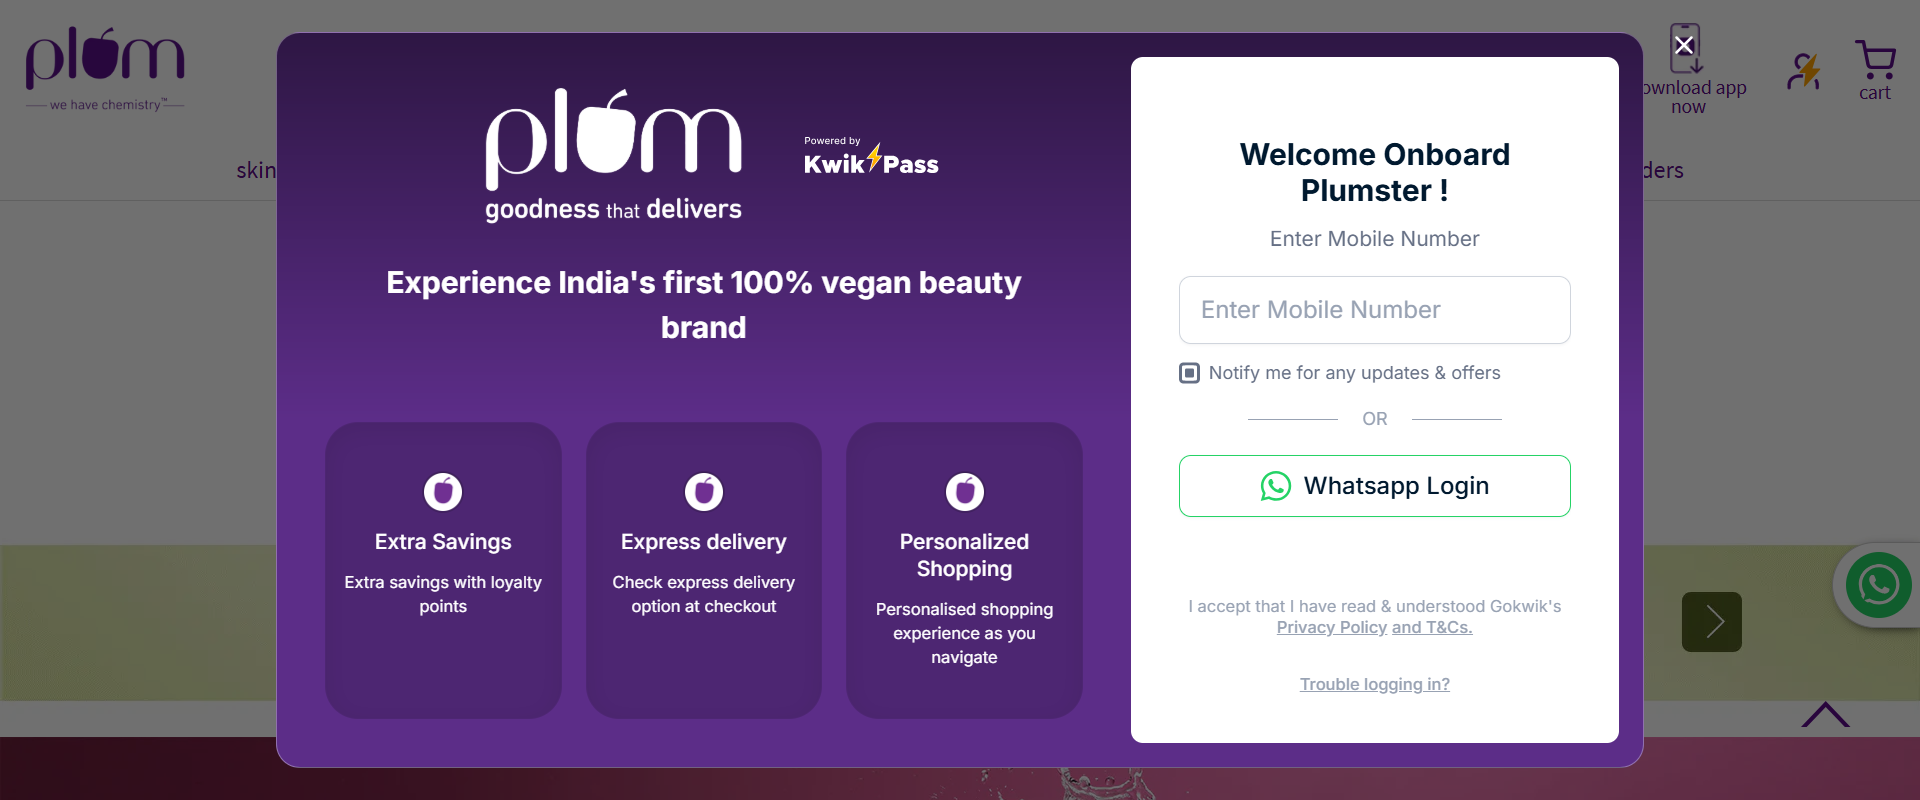 plum
we have chemistry™
ownload app
now
cart
skin
ders
plum
goodness that delivers
Powered by
Kwik Pass
Experience India's first 100% vegan beauty
brand
Extra Savings
Extra savings with loyalty
points
Express delivery
Check express delivery
option at checkout
Personalized
Shopping
Personalised shopping
experience as you
navigate
Welcome Onboard
Plumster !
Enter Mobile Number
Enter Mobile Number
Notify me for any updates & offers
OR
Whatsapp Login
I accept that I have read & understood Gokwik's
Privacy Policy and T&Cs.
Trouble logging in?